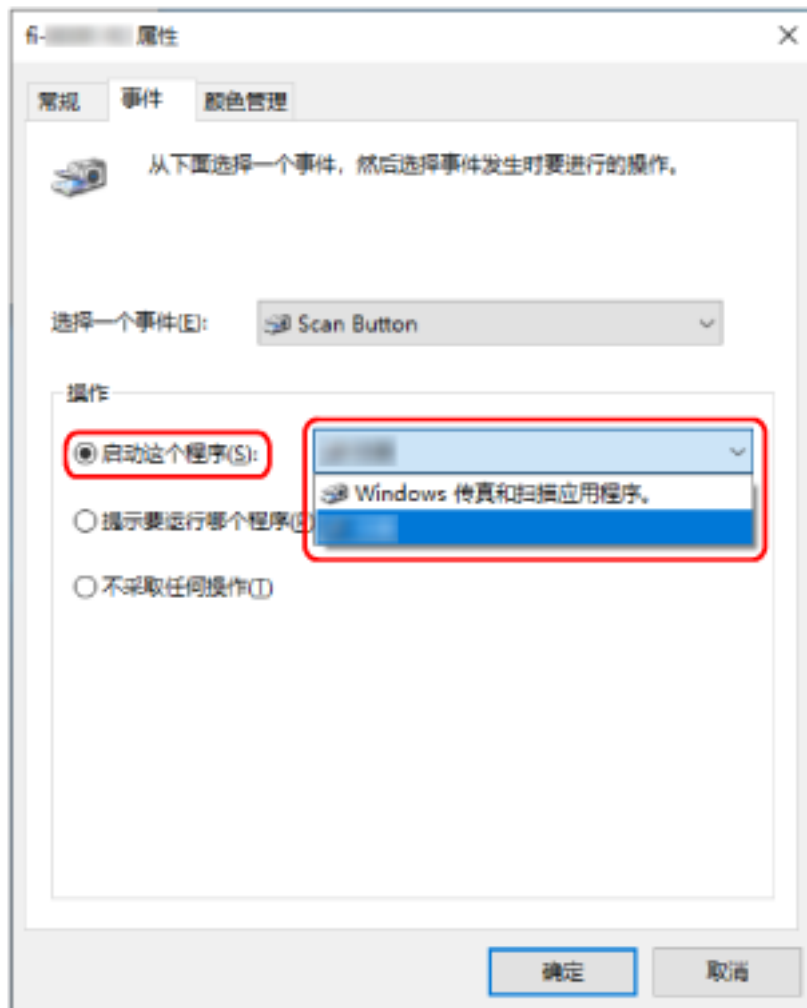 fi- 属性
常规 事件 颜色管理
从下面选择一个事件，然后选择事件发生时要进行的操作。
选择一个事件(E): Scan Button
操作
启动这个程序(S):
Windows 传真和扫描应用程序。
提示要运行哪个程序(
不采取任何操作(T)
确定 取消